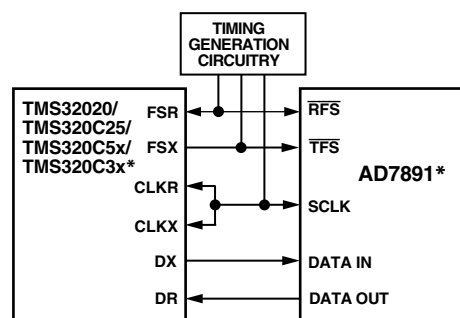 TIMING
GENERATION
CIRCUITRY
TMS32020/
TMS320C25/
TMS320C5x/
TMS320C3x*
FSR
FSX
CLKR
CLKX
DX
DR
RFS
TFS
AD7891*
SCLK
DATA IN
DATA OUT